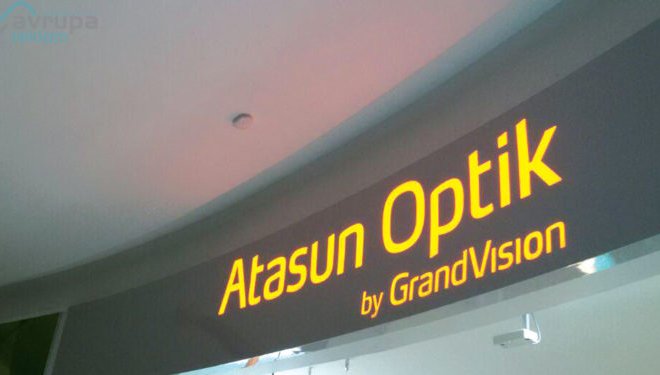 avrupa
Atasun Optik
by GrandVision